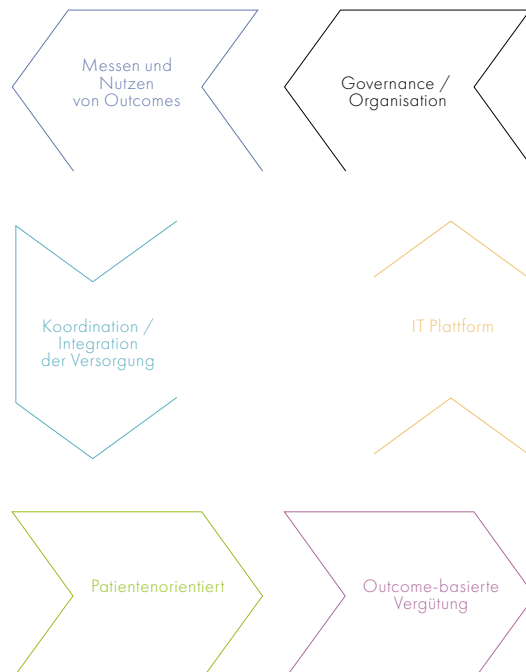 Messen und
Nutzen
von Outcomes
Governance /
Organisation
Koordination /
Integration
der Versorgung
IT Plattform
Patientenorientiert
Outcome-basierte
Vergütung